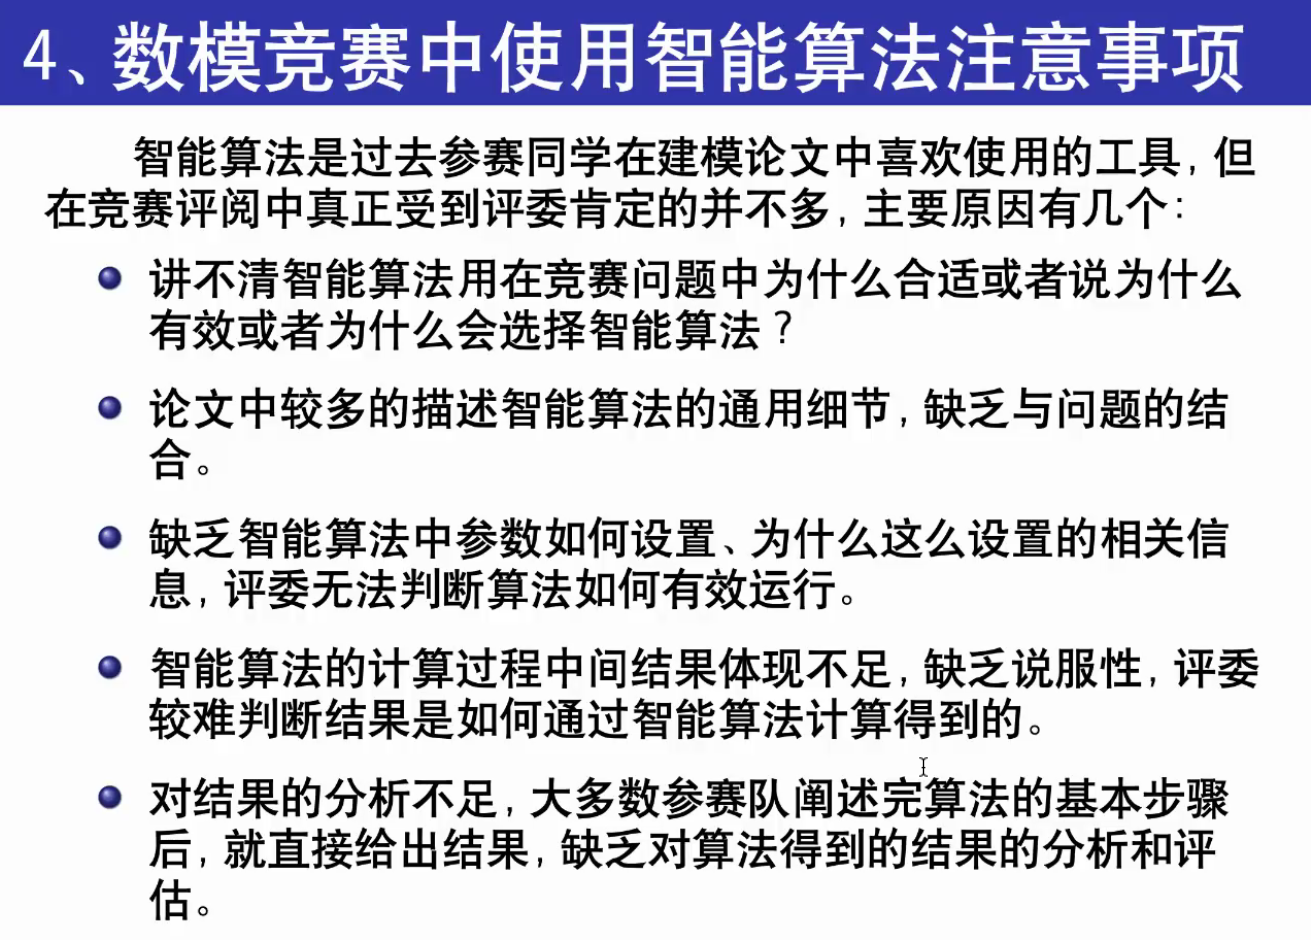 4、数模竞赛中使用智能算法注意事项
智能算法是过去参赛同学在建模论文中喜欢使用的工具, 但
在竞赛评阅中真正受到评委肯定的并不多, 主要原因有几个:
讲不清智能算法用在竞赛问题中为什么合适或者说为什么
有效或者为什么会选择智能算法?
论文中较多的描述智能算法的通用细节, 缺乏与问题的结
合。
缺乏智能算法中参数如何设置、为什么这么设置的相关信
息, 评委无法判断算法如何有效运行。
智能算法的计算过程中间结果体现不足, 缺乏说服性, 评委
较难判断结果是如何通过智能算法计算得到的。
对结果的分析不足, 大多数参赛队阐述完算法的基本步骤
后, 就直接给出结果, 缺乏对算法得到的结果的分析和评
估。